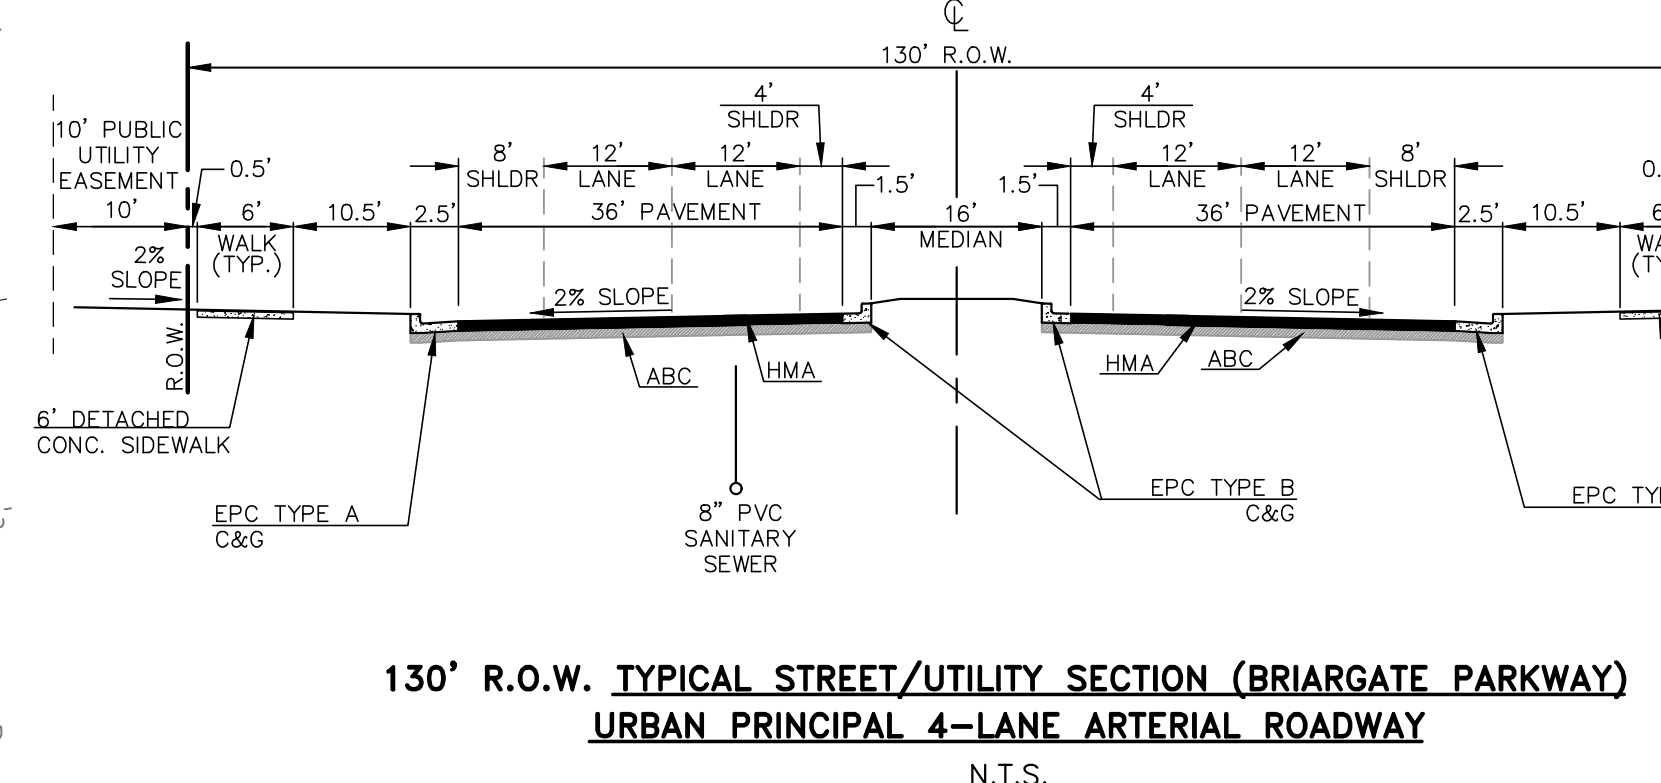 ℄
130' R.O.W.
10' PUBLIC
UTILITY
EASEMENT
10'
0.5'
6'
WALK
(TYP.)
10.5'
2.5'
8'
SHLDR
12'
LANE
12'
LANE
4'
SHLDR
36' PAVEMENT
1.5'
16'
MEDIAN
1.5'
4'
SHLDR
12'
LANE
12'
LANE
8'
SHLDR
36' PAVEMENT
2.5'
10.5'
2%
SLOPE
2% SLOPE
2% SLOPE
R.O.W.
ABC
HMA
HMA
ABC
6' DETACHED
CONC. SIDEWALK
EPC TYPE A
C&G
8" PVC
SANITARY
SEWER
EPC TYPE B
C&G
EPC
130' R.O.W. TYPICAL STREET/UTILITY SECTION (BRIARGATE PARKWAY)
URBAN PRINCIPAL 4-LANE ARTERIAL ROADWAY
N.T.S.